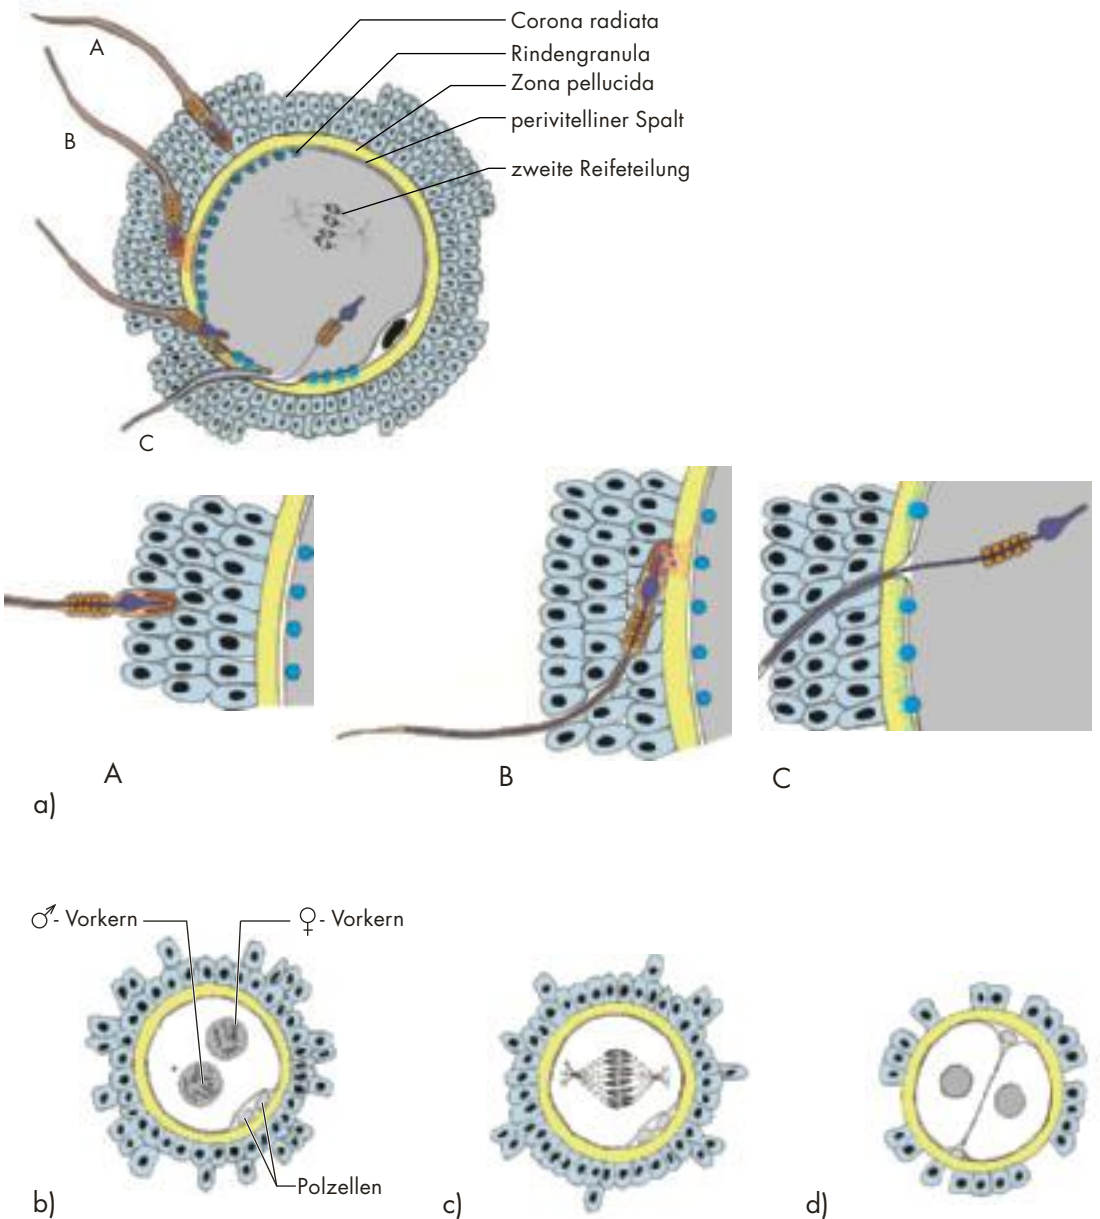 A
Corona radiata
Rindengranula
B
Zona pellucida
perivitelliner Spalt
zweite Reifeteilung
C
A
B
C
a)
♂- Vorkern
♀- Vorkern
Polzellen
b)
c)
d)